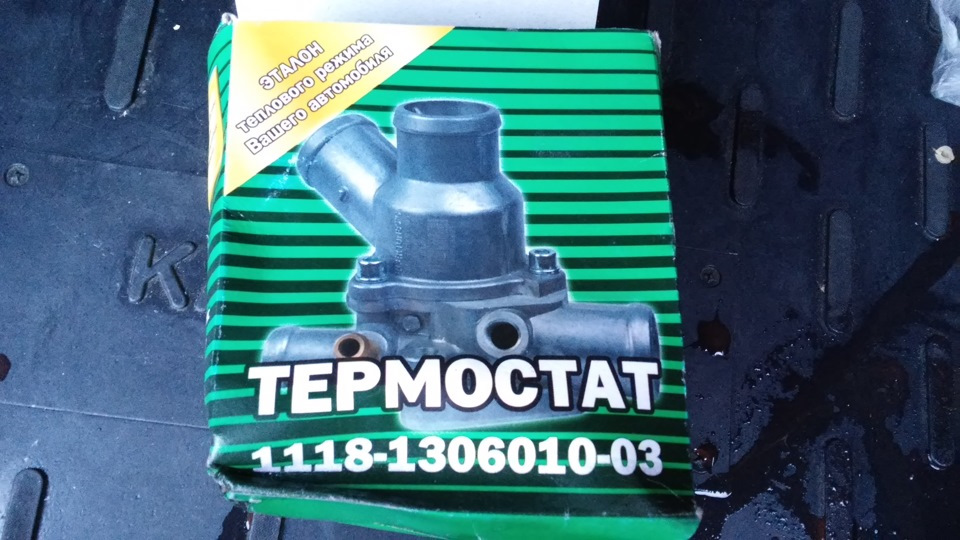 ЭТАЛОН
теплового режима
Вашего автомобиля
ТЕРМОСТАТ
1118-1306010-03